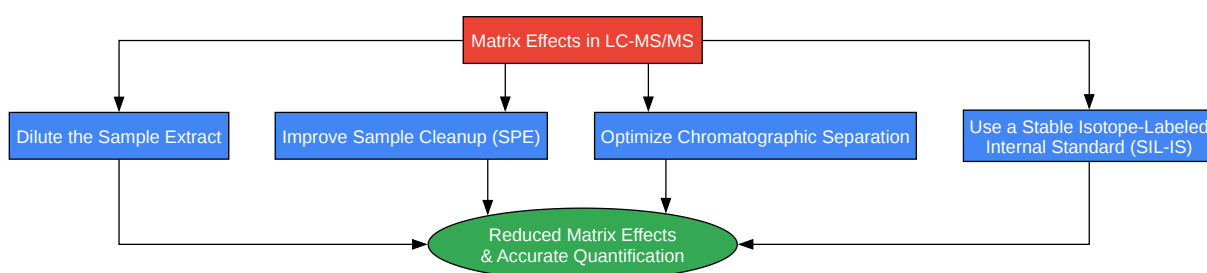 Matrix Effects in LC-MS/MS
Dilute the Sample Extract
Improve Sample Cleanup (SPE)
Optimize Chromatographic Separation
Use a Stable Isotope-Labeled
Internal Standard (SIL-IS)
Reduced Matrix Effects
& Accurate Quantification